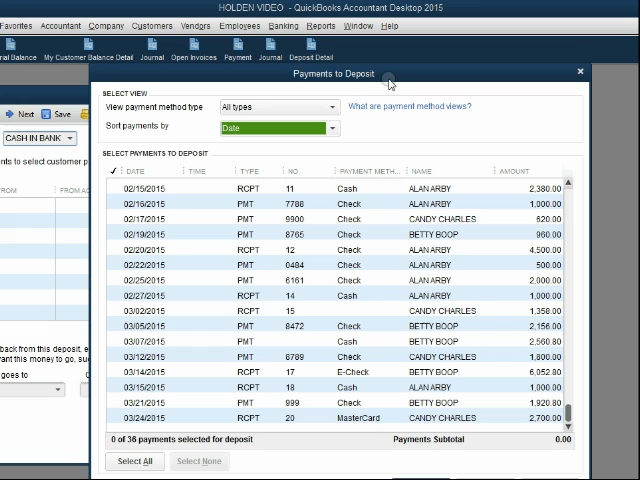 HOLDEN VIDEO - QuickBooks Accountant Desktop 2015
Favorites Accountant Company Customers Vendors Employees Banking Reports Window Help
rial Balance My Customer Balance Detail Journal Open Invoices Payment Journal Deposit Detail
Payments to Deposit
SELECT VIEW
View payment method type All types What are payment method views?
Sort payments by Date
Next Save
CASH IN BANK
nts to select customer p
ROM FROM AC
SELECT PAYMENTS TO DEPOSIT
✓ DATE TIME TYPE NO. PAYMENT METH... NAME AMOUNT
02/15/2015 RCPT 11 Cash ALAN ARBY 2,380.00
02/16/2015 PMT 7788 Check ALAN ARBY 1,000.00
02/17/2015 PMT 9900 Check CANDY CHARLES 620.00
02/19/2015 PMT 8765 Check BETTY BOOP 960.00
02/20/2015 RCPT 12 Check ALAN ARBY 4,500.00
02/22/2015 PMT 0484 Check ALAN ARBY 500.00
02/25/2015 PMT 6161 Check ALAN ARBY 2,000.00
02/27/2015 RCPT 14 Cash ALAN ARBY 1,000.00
03/02/2015 RCPT 15 CANDY CHARLES 1,358.00
03/05/2015 PMT 8472 Check BETTY BOOP 2,156.00
03/07/2015 PMT Cash BETTY BOOP 2,560.80
03/12/2015 PMT 8789 Check CANDY CHARLES 1,800.00
03/14/2015 RCPT 17 E-Check BETTY BOOP 6,052.80
03/15/2015 RCPT 18 Cash ALAN ARBY 1,000.00
03/21/2015 PMT 999 Check BETTY BOOP 1,920.80
03/24/2015 RCPT 20 MasterCard CANDY CHARLES 2,700.00
back from this deposit, e
vant this money to go, suc
goes to
0 of 36 payments selected for deposit Payments Subtotal 0.00
Select All Select None